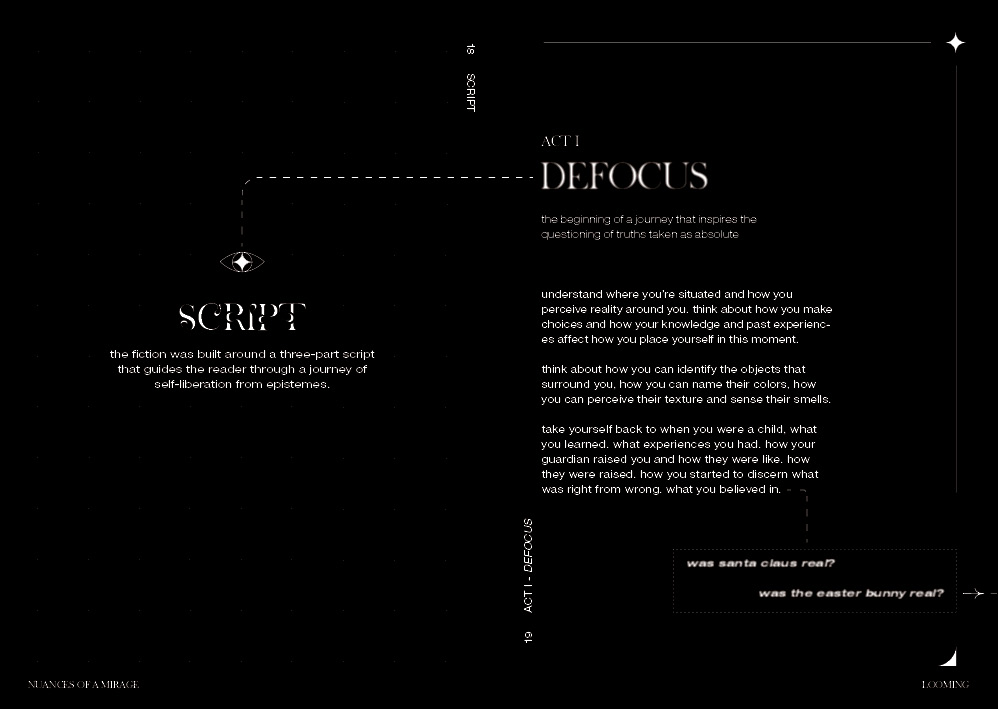 18 SCRIPT
SCRIPT
the fiction was built around a three-part script
that guides the reader through a journey of
self-liberation from epistemes.
NUANCES OF A MIRAGE
ACT I
DEFOCUS
the beginning of a journey that inspires the
questioning of truths taken as absolute
understand where you're situated and how you
perceive reality around you. think about how you make
choices and how your knowledge and past experienc-
es affect how you place yourself in this moment.
think about how you can identify the objects that
surround you, how you can name their colors, how
you can perceive their texture and sense their smells.
take yourself back to when you were a child, what
you learned. what experiences you had. how your
guardian raised you and how they were like. how
they were raised. how you started to discern what
was right from wrong. what you believed in.
was santa claus real?
was the easter bunny real?
19 ACT I - DEFOCUS
LOOMING